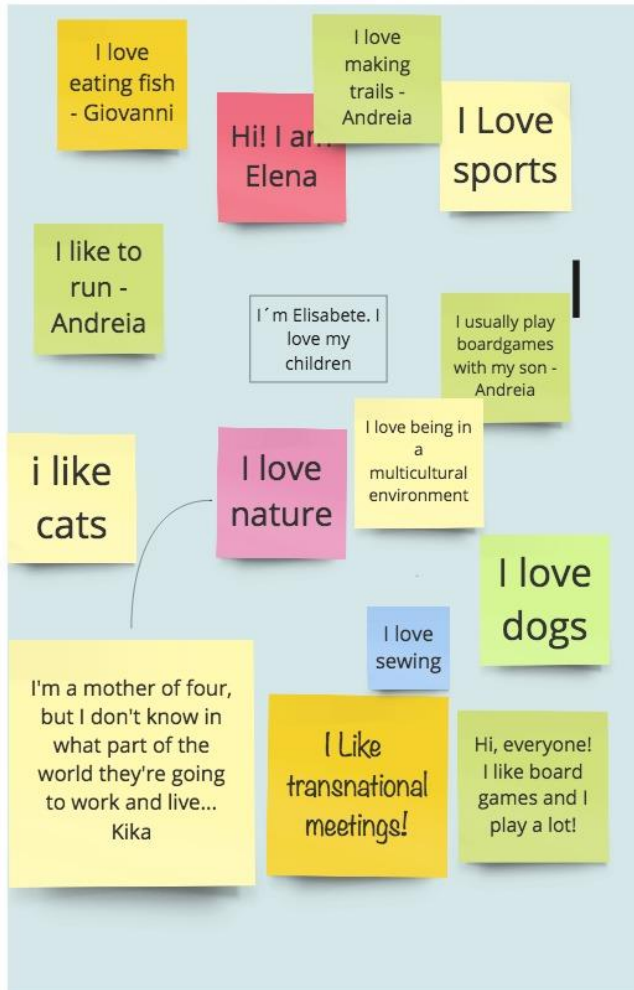 I love
eating fish
- Giovanni
I love
making
trails -
Andreia
Hi! I am
Elena
I Love
sports
I like to
run -
Andreia
I´m Elisabete. I
love my
children
I usually play
boardgames
with my son -
Andreia
I love being in
a
multicultural
environment
i like
cats
I love
nature
I love
dogs
I love
sewing
I'm a mother of four,
but I don't know in
what part of the
world they're going
to work and live...
Kika
I Like
transnational
meetings!
Hi, everyone!
I like board
games and I
play a lot!